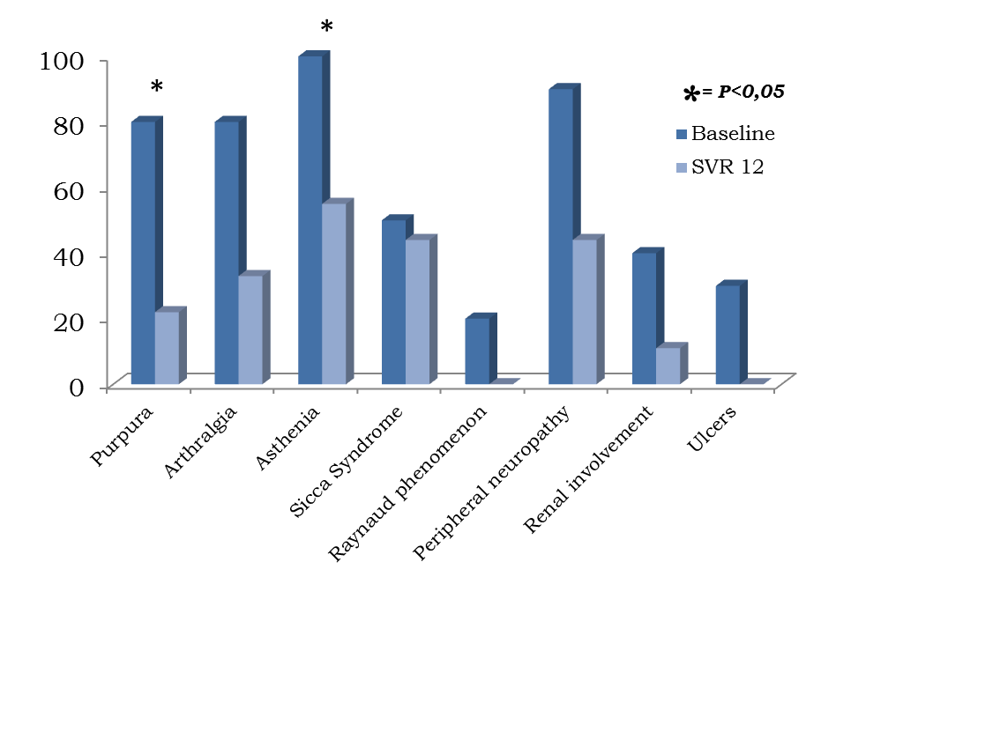 *
*
100
80
60
40
20
0
*= P<0,05
Baseline
SVR 12
Purpura
Arthralgia
Asthenia
Sicca Syndrome
Raynaud phenomenon
Peripheral neuropathy
Renal involvement
Ulcers